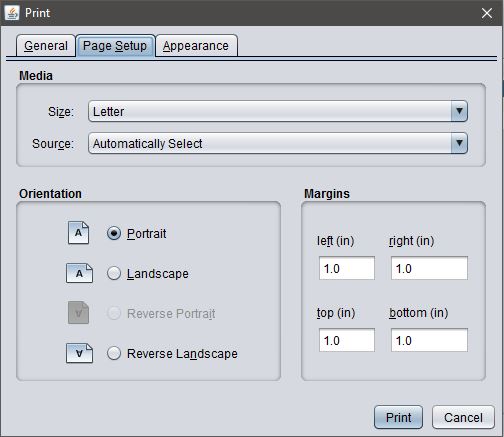 Print
General Page Setup Appearance
Media
Size: Letter
Source: Automatically Select
Orientation Margins
A Portrait left (in) right (in)
A Landscape 1.0 1.0
A Reverse Portrait top (in) bottom (in)
A Reverse Landscape 1.0 1.0
Print Cancel